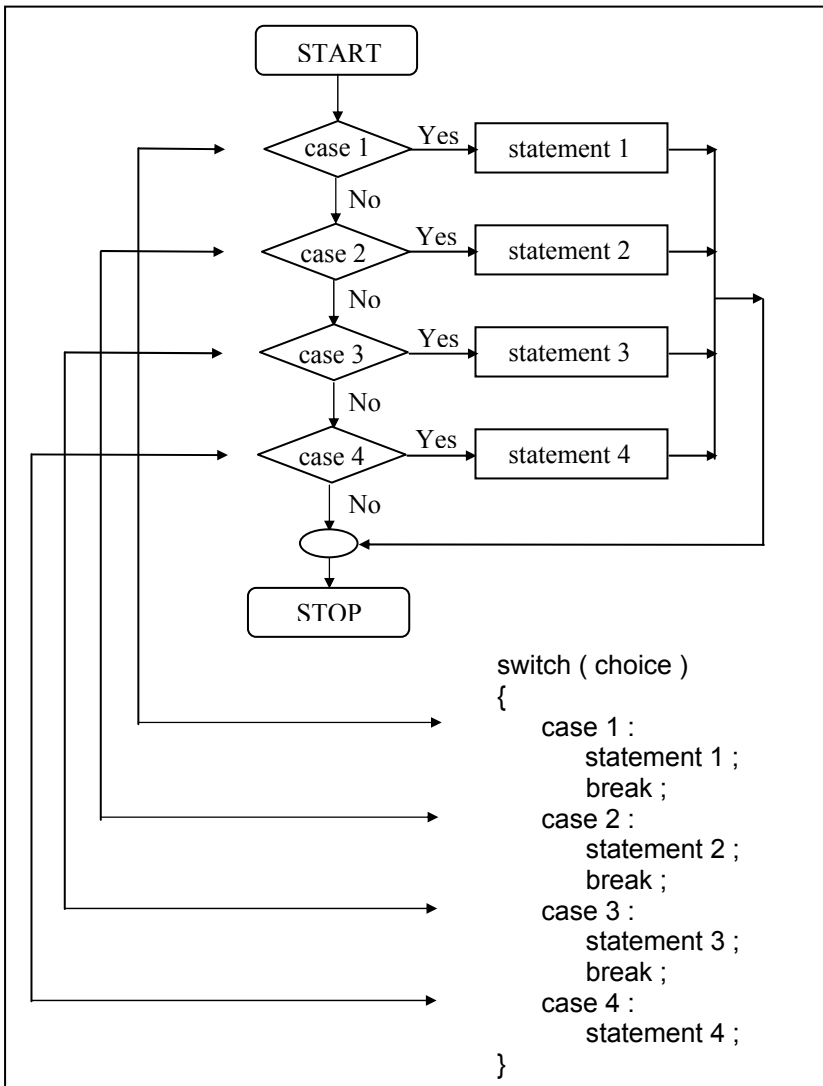 START
case 1
Yes
statement 1
No
case 2
Yes
statement 2
No
case 3
Yes
statement 3
No
case 4
Yes
statement 4
No
STOP
switch ( choice )
{
case 1 :
statement 1 ;
break ;
case 2 :
statement 2 ;
break ;
case 3 :
statement 3 ;
break ;
case 4 :
statement 4 ;
}